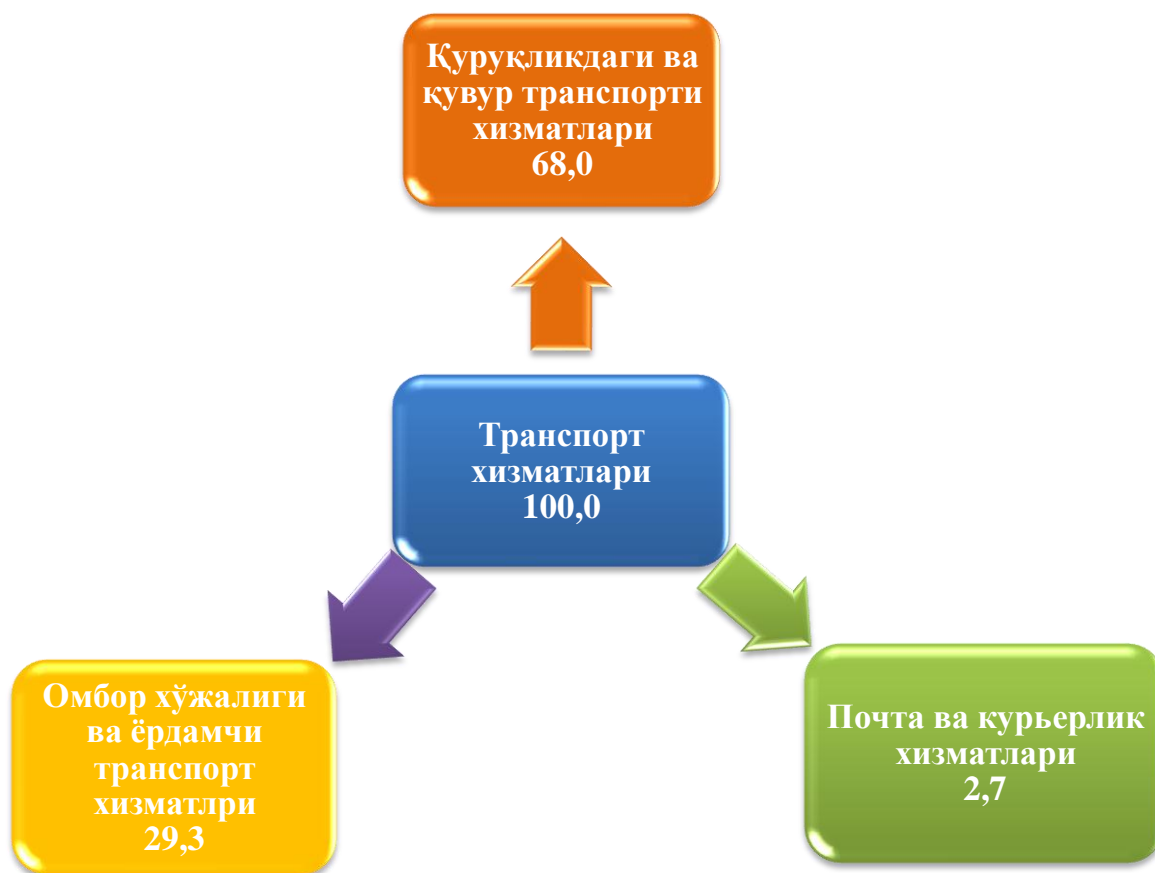 Қуруқликдаги ва
қувур транспорти
хизматлари
68,0
Транспорт
хизматлари
100,0
Омбор хўжалиги
ва ёрдамчи
транспорт
хизматлри
29,3
Почта ва курьерлик
хизматлари
2,7